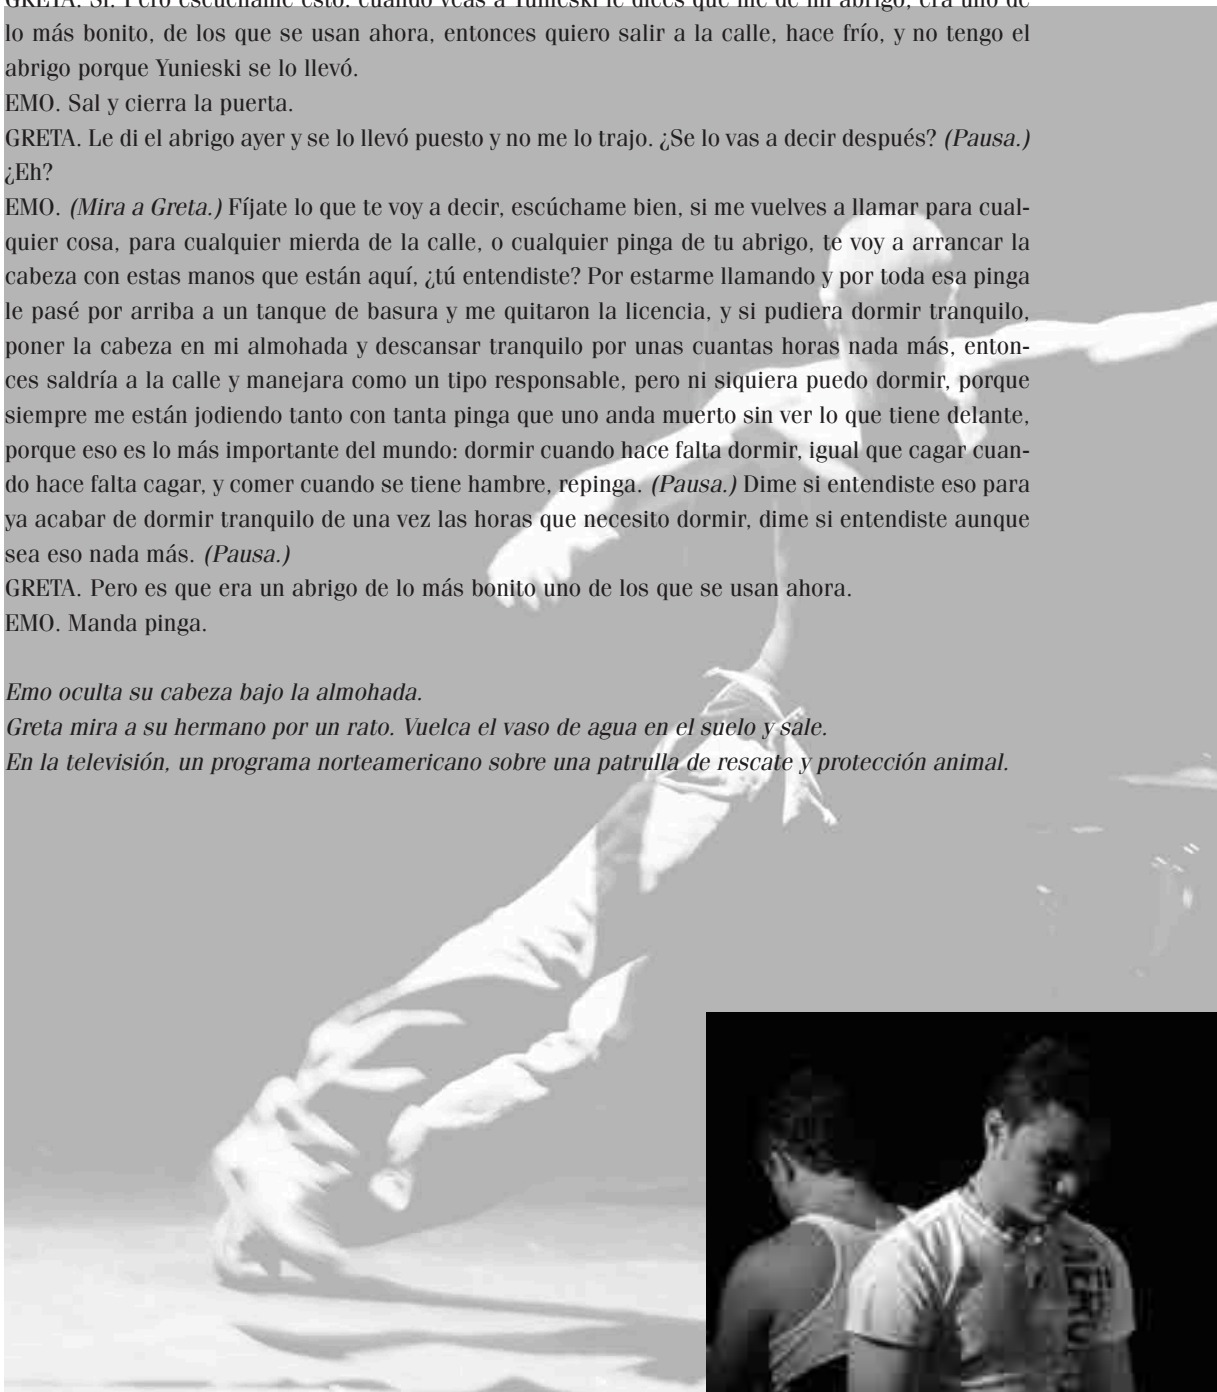 GRETA. Sí. Pero escúchame esto: cuando veas a Yunieski le dices que me dé mi abrigo, era uno de
lo más bonito, de los que se usan ahora, entonces quiero salir a la calle, hace frío, y no tengo el
abrigo porque Yunieski se lo llevó.
EMO. Sal y cierra la puerta.
GRETA. Le di el abrigo ayer y se lo llevó puesto y no me lo trajo. ¿Se lo vas a decir después? (Pausa.)
¿Eh?
EMO. (Mira a Greta.) Fíjate lo que te voy a decir, escúchame bien, si me vuelves a llamar para cual-
quier cosa, para cualquier mierda de la calle, o cualquier pinga de tu abrigo, te voy a arrancar la
cabeza con estas manos que están aquí, ¿tú entendiste? Por estarme llamando y por toda esa pinga
le pasé por arriba a un tanque de basura y me quitaron la licencia, y si pudiera dormir tranquilo,
poner la cabeza en mi almohada y descansar tranquilo por unas cuantas horas nada más, enton-
ces saldría a la calle y manejara como un tipo responsable, pero ni siquiera puedo dormir, porque
siempre me están jodiendo tanto con tanta pinga que uno anda muerto sin ver lo que tiene delante,
porque eso es lo más importante del mundo: dormir cuando hace falta dormir, igual que cagar cuan-
do hace falta cagar, y comer cuando se tiene hambre, repinga. (Pausa.) Dime si entendiste eso para
ya acabar de dormir tranquilo de una vez las horas que necesito dormir, dime si entendiste aunque
sea eso nada más. (Pausa.)
GRETA. Pero es que era un abrigo de lo más bonito uno de los que se usan ahora.
EMO. Manda pinga.
Emo oculta su cabeza bajo la almohada.
Greta mira a su hermano por un rato. Vuelca el vaso de agua en el suelo y sale.
En la televisión, un programa norteamericano sobre una patrulla de rescate y protección animal.
AÉRO